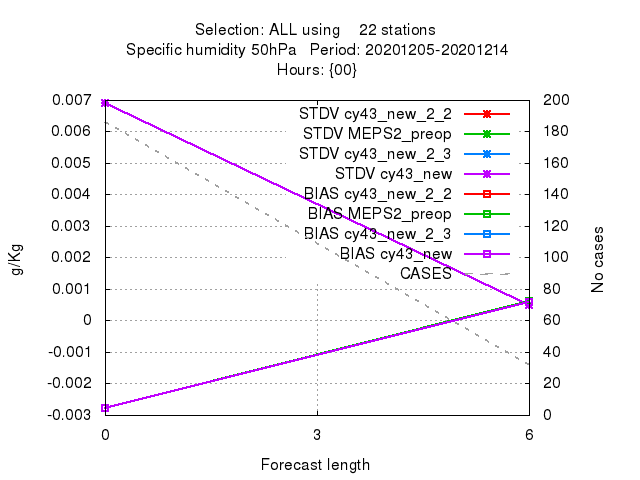 Selection: ALL using    22 stations
Specific humidity 50hPa   Period: 20201205-20201214
Hours: {00}
0.007
0.006
0.005
0.004
0.003
0.002
0.001
0
-0.001
-0.002
-0.003
g/Kg
STDV cy43_new_2_2
STDV MEPS2_preop
STDV cy43_new_2_3
STDV cy43_new
BIAS cy43_new_2_2
BIAS MEPS2_preop
BIAS cy43_new_2_3
BIAS cy43_new
CASES
200
180
160
140
120
100
80
60
40
20
0
No cases
0 3 6
Forecast length